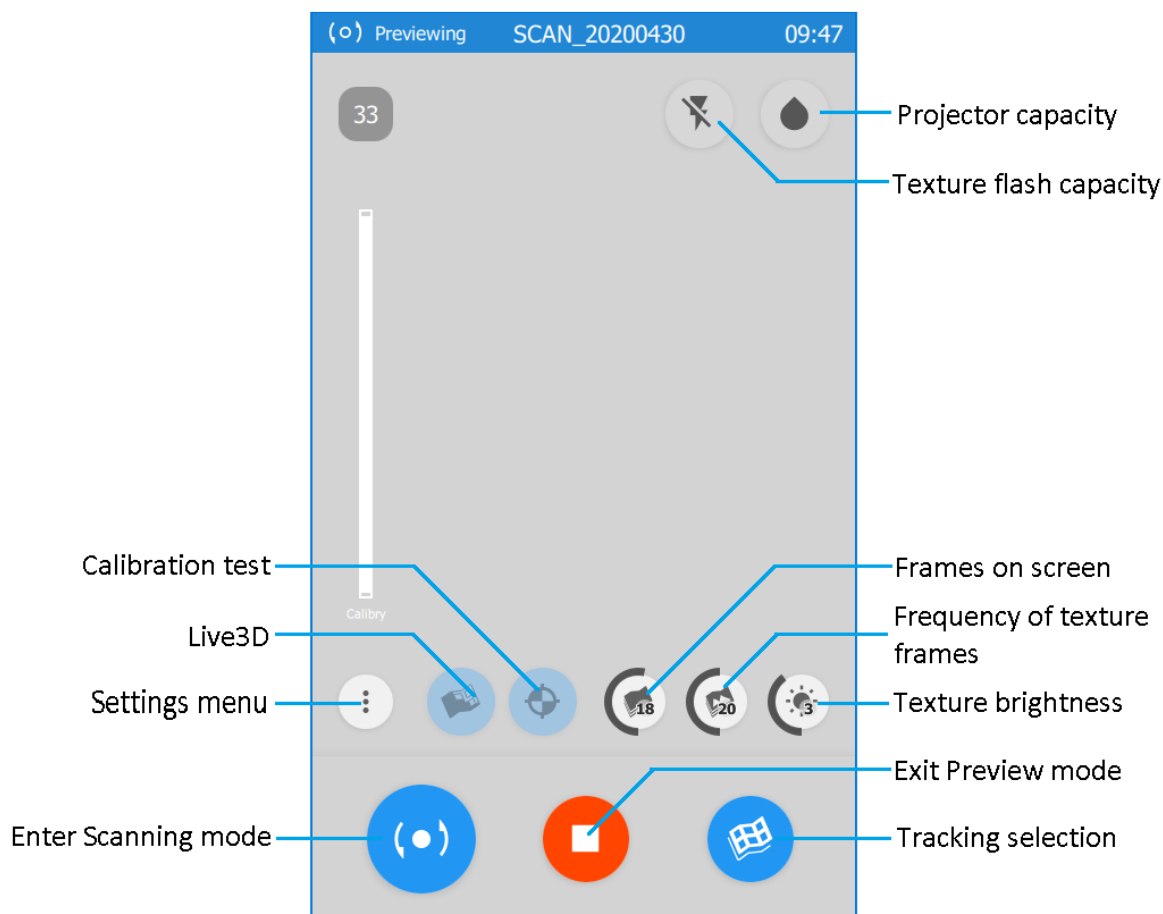 Previewing SCAN_20200430 09:47
33
Projector capacity
Texture flash capacity
Calibration test
Frames on screen
Calibry
Live3D
Frequency of texture
frames
Settings menu
18
20
3
Texture brightness
Exit Preview mode
Enter Scanning mode
Tracking selection